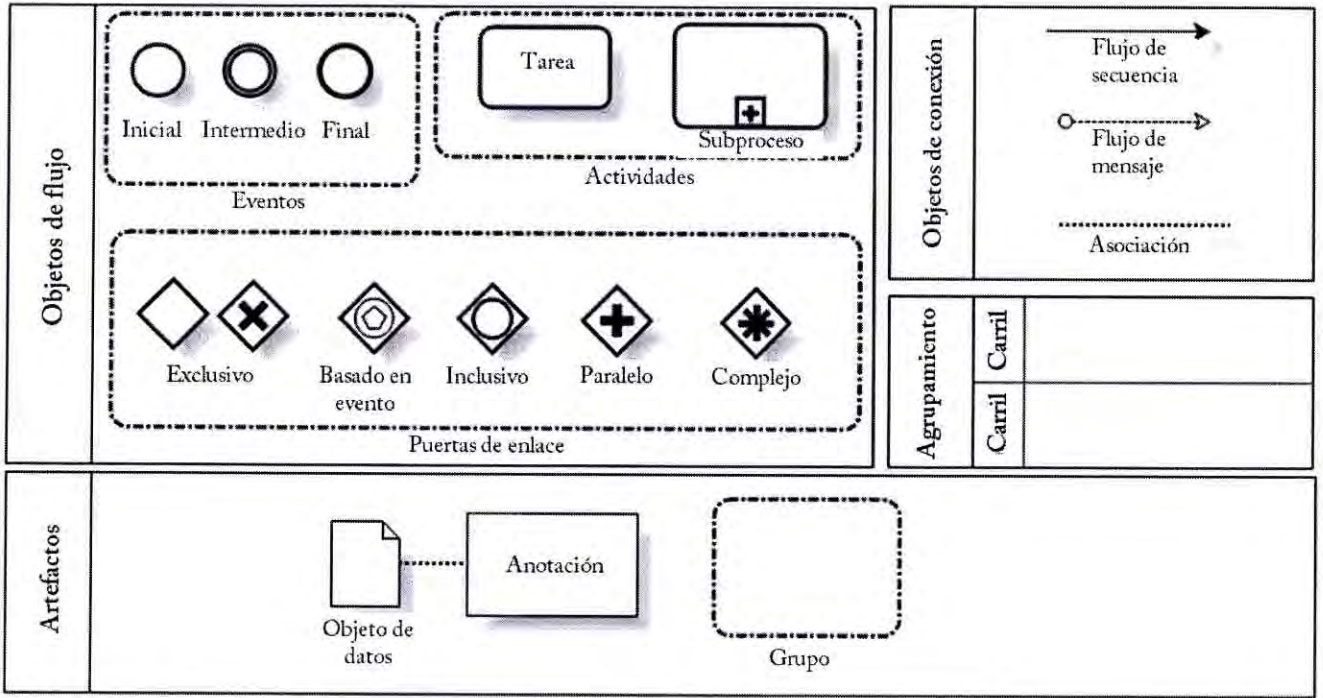 Objetos de flujo
Inicial Intermedio Final
Eventos
Tarea
Subproceso
Actividades
Exclusivo
Basado en
evento
Inclusivo
Paralelo
Complejo
Puertas de enlace
Objetos de conexión
Flujo de
secuencia
Flujo de
mensaje
Asociación
Agrupamiento
Carril
Carril
Artefactos
Objeto de
datos
Anotación
Grupo